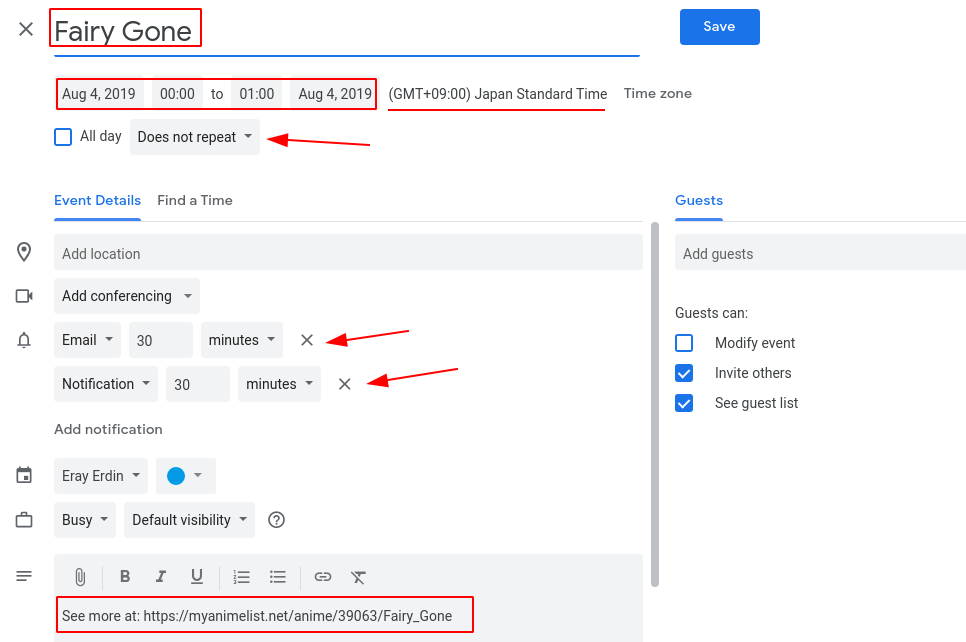 Fairy Gone
Save
Aug 4, 2019 00:00 to 01:00 Aug 4, 2019 (GMT+09:00) Japan Standard Time Time zone
All day Does not repeat
Event Details Find a Time
Guests
Add location
Add guests
Add conferencing
Guests can:
Email 30 minutes
Modify event
Invite others
Notification 30 minutes
See guest list
Add notification
Eray Erdin
Busy Default visibility ?
B I U
See more at: https://myanimelist.net/anime/39063/Fairy_Gone